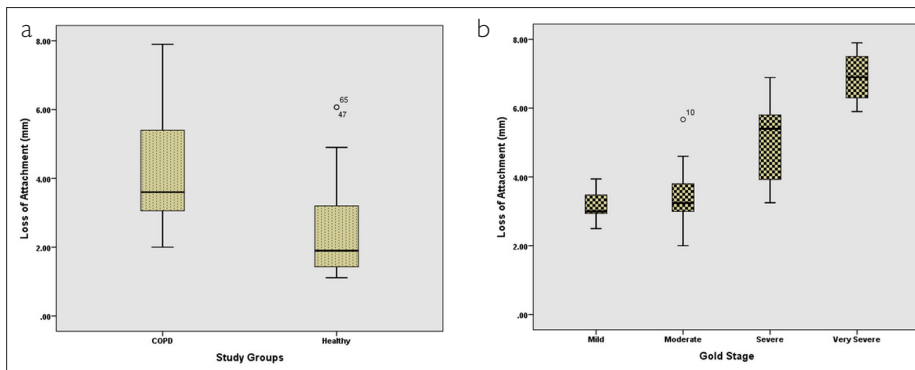 a
Loss of Attachment (mm)
8.00
6.00
4.00
2.00
.00
65
47
COPD
Healthy
Study Groups
b
Loss of Attachment (mm)
8.00
6.00
4.00
2.00
.00
10
Mild
Moderate
Severe
Very Severe
Gold Stage